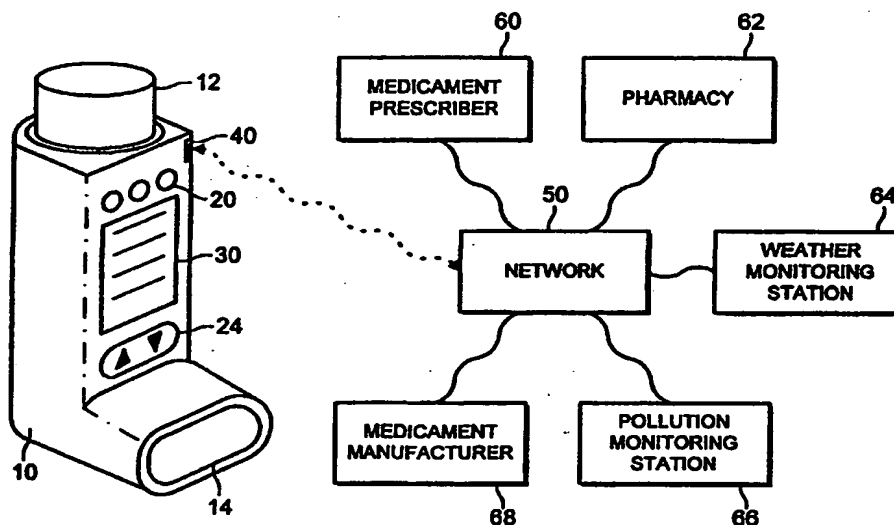 60
62
12
MEDICAMENT
PRESCRIBER
PHARMACY
40
20
50
64
30
NETWORK
WEATHER
MONITORING
STATION
24
MEDICAMENT
MANUFACTURER
POLLUTION
MONITORING
STATION
10
14
68
66